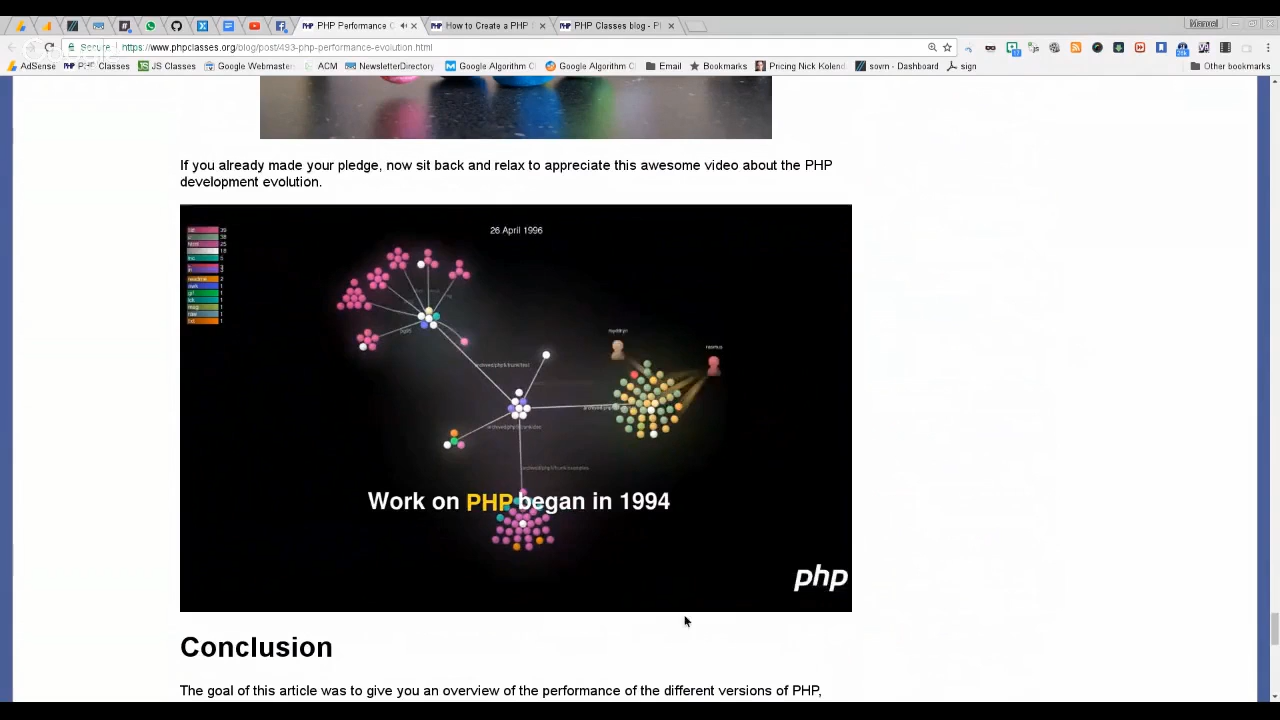 PHP Performance
How to Create a PHP
PHP Classes blog - P
Manuel
Secure
https://www.phpclasses.org/blog/post/493-php-performance-evolution.html
AdSense
PHP Classes
JS Classes
Google Webmaster
ACM
NewsletterDirectory
Google Algorithm C
Google Algorithm C
Email
Bookmarks
Pricing Nick Kolend
sovrn - Dashboard
sign
Other bookmarks
If you already made your pledge, now sit back and relax to appreciate this awesome video about the PHP
development evolution.
26 April 1996
rasmus
Work on PHP began in 1994
php
Conclusion
The goal of this article was to give you an overview of the performance of the different versions of PHP,